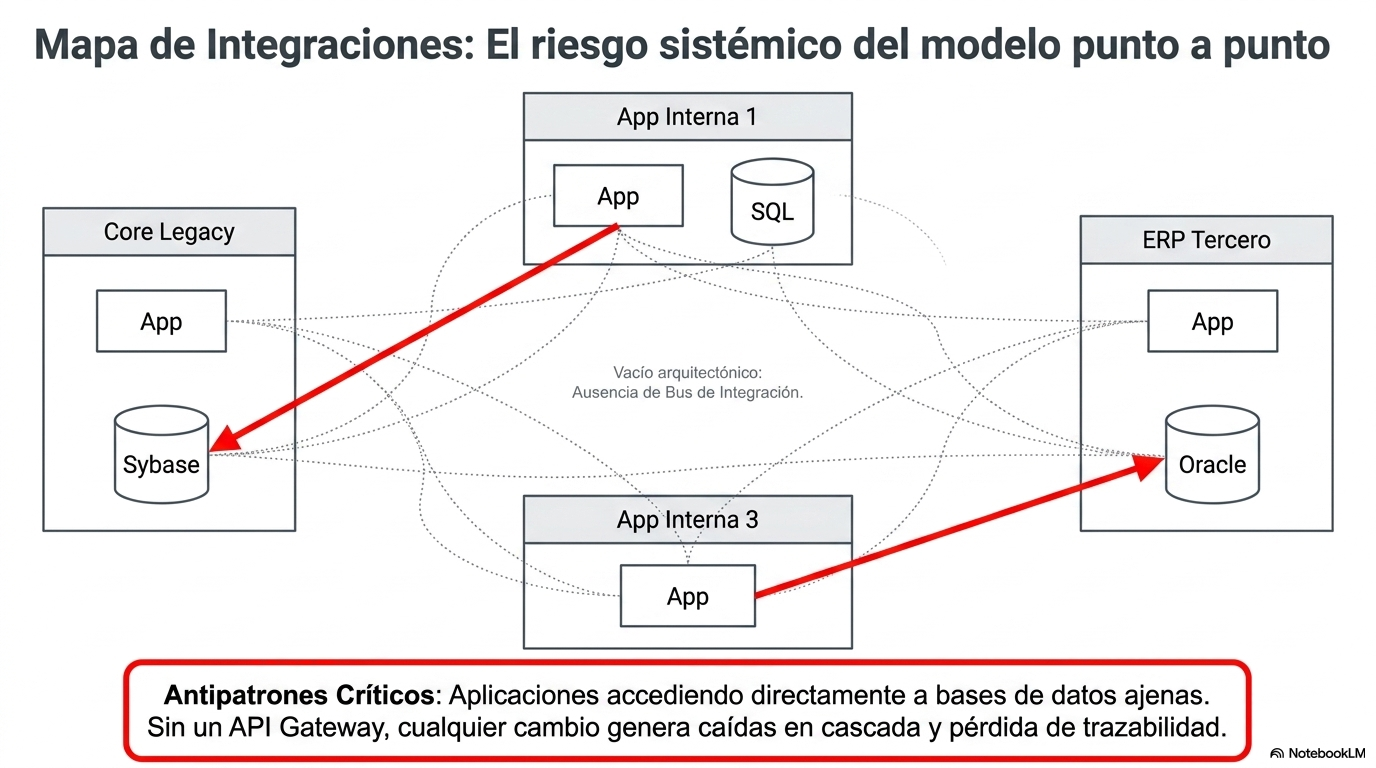 Mapa de Integraciones: El riesgo sistémico del modelo punto a punto
App Interna 1
App
SQL
Core Legacy
App
Sybase
ERP Tercero
App
Oracle
Vacío arquitectónico:
Ausencia de Bus de Integración.
App Interna 3
App
Antipatrones Críticos: Aplicaciones accediendo directamente a bases de datos ajenas.
Sin un API Gateway, cualquier cambio genera caídas en cascada y pérdida de trazabilidad.
NotebookLM